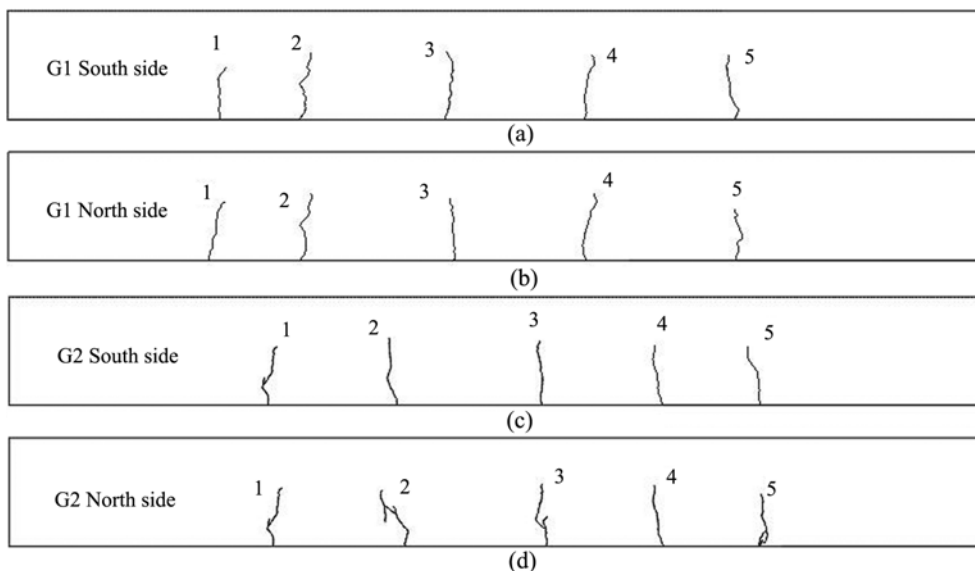 1 2 3 4 5
G1 South side
(a)
1 2 3 4 5
G1 North side
(b)
1 2 3 4 5
G2 South side
(c)
1 2 3 4 5
G2 North side
(d)